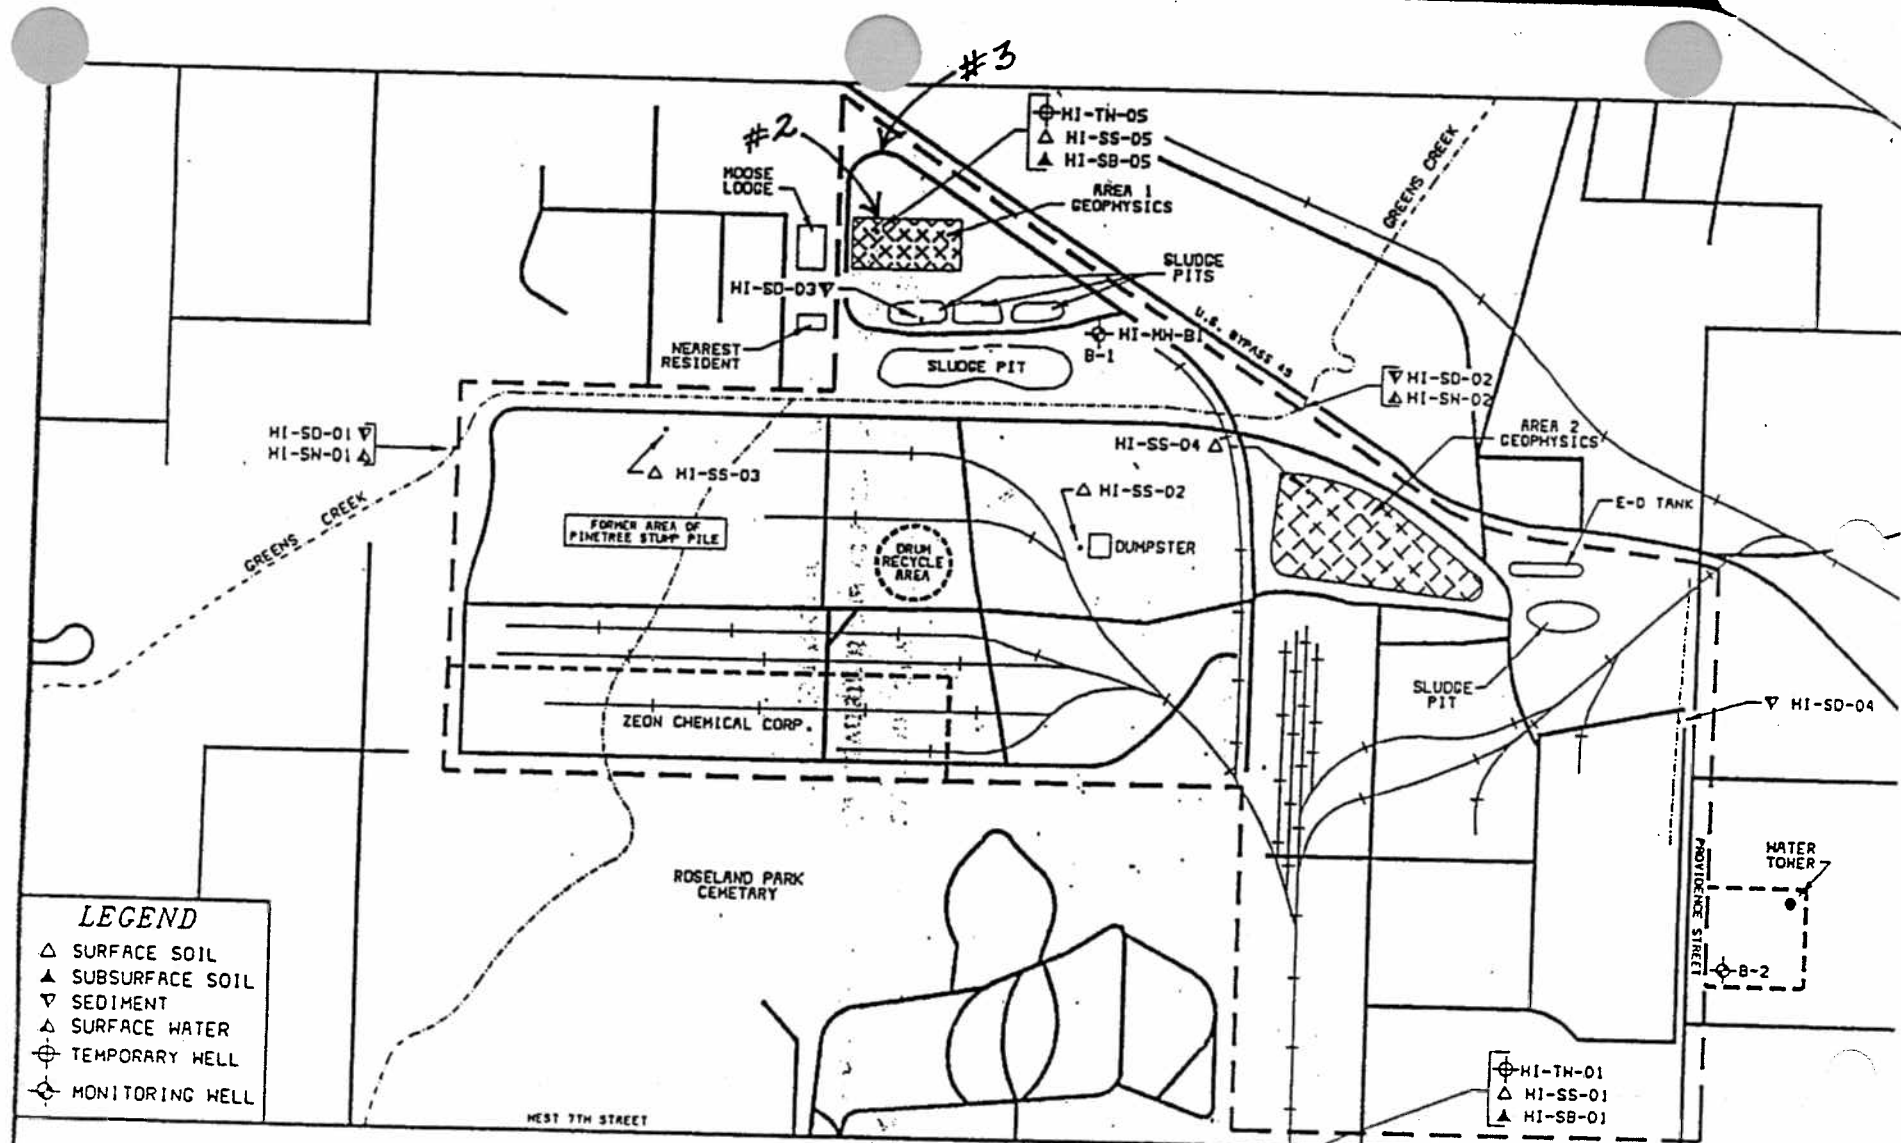 #3
HI-TW-05
#2
HI-SS-05
HI-SB-05
MOOSE
LODGE
AREA 1
GEOPHYSICS
GREENS CREEK
SLUDGE
PITS
HI-SD-03
U.S. BYPASS 49
HI-MW-B1
B-1
NEAREST
RESIDENT
SLUDGE PIT
HI-SD-02
HI-SW-02
HI-SD-01
HI-SW-01
HI-SS-04
AREA 2
GEOPHYSICS
HI-SS-03
HI-SS-02
GREENS CREEK
E-D TANK
FORMER AREA OF
PINETREE STUMP PILE
DRUM
RECYCLE
AREA
DUMPSTER
SLUDGE
PIT
HI-SD-04
ZEON CHEMICAL CORP.
WATER
TOWER
PROVIDENCE STREET
ROSELAND PARK
CEMETARY
B-2
LEGEND
SURFACE SOIL
SUBSURFACE SOIL
SEDIMENT
SURFACE WATER
TEMPORARY WELL
MONITORING WELL
HI-TW-01
HI-SS-01
HI-SB-01
WEST 7TH STREET